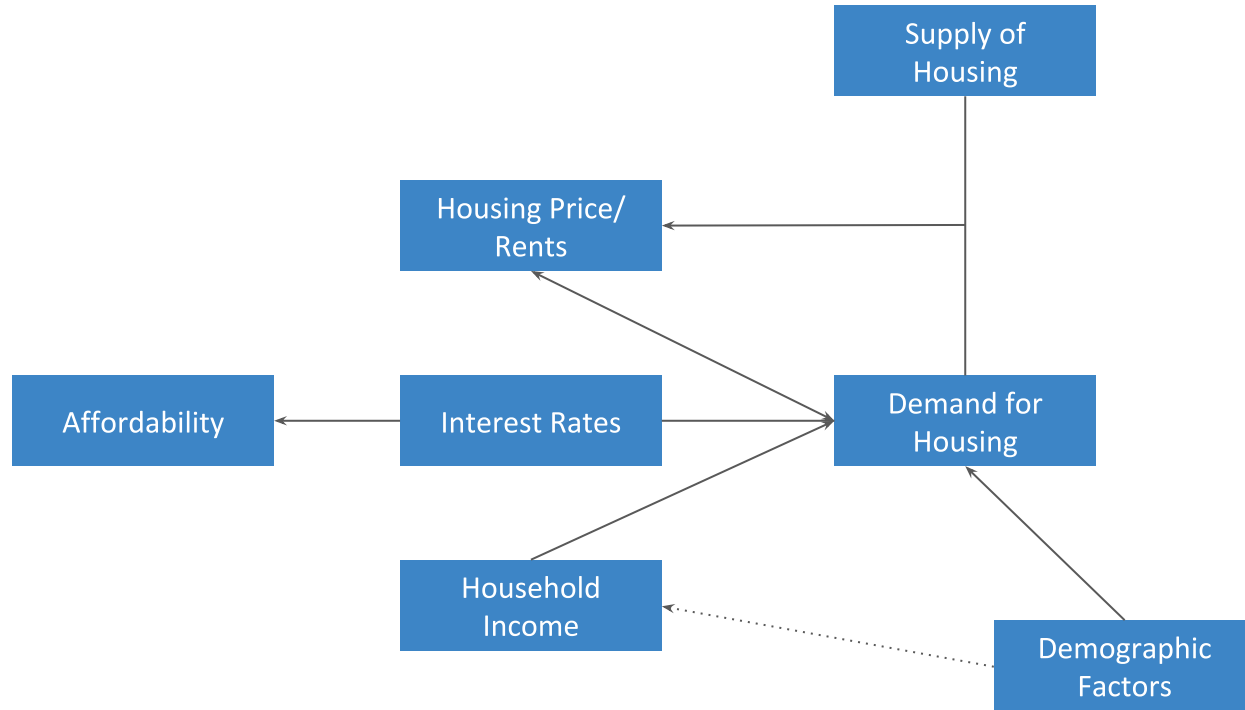 Supply of
Housing
Housing Price/
Rents
Affordability
Interest Rates
Demand for
Housing
Household
Income
Demographic
Factors